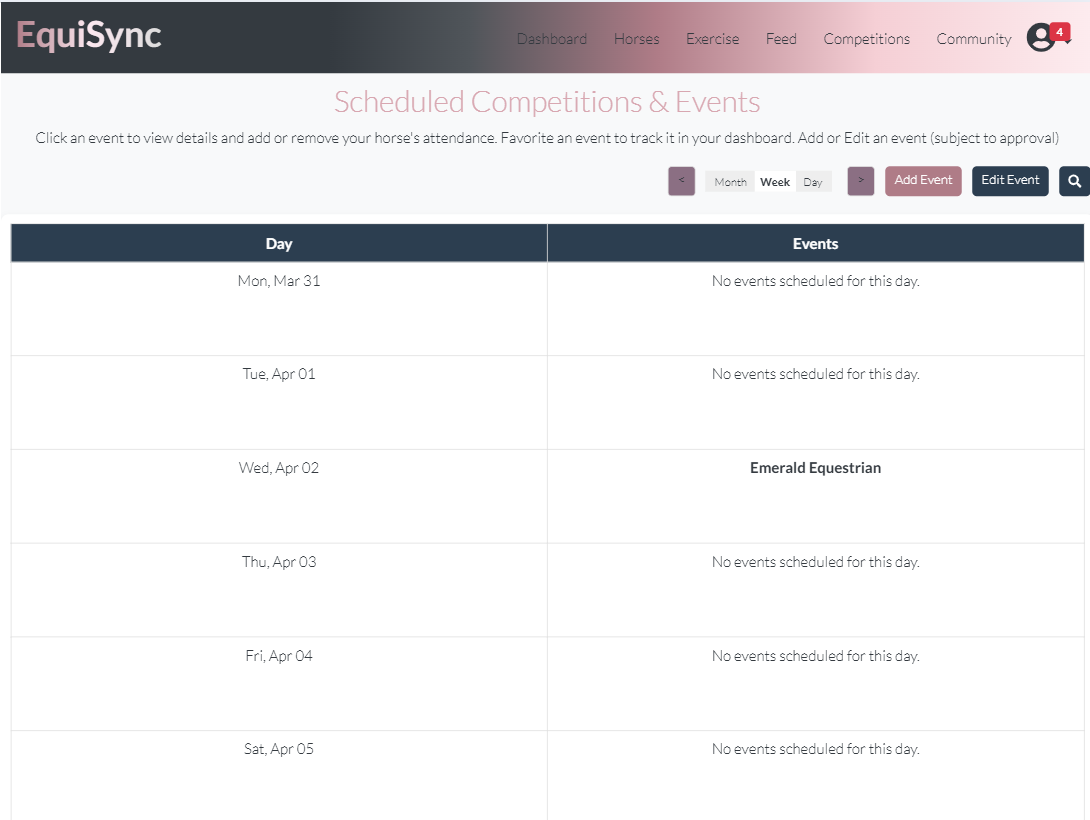 EquiSync
Dashboard Horses Exercise Feed Competitions Community 4
Scheduled Competitions & Events
Click an event to view details and add or remove your horse's attendance. Favorite an event to track it in your dashboard. Add or Edit an event (subject to approval)
< Month Week Day > Add Event Edit Event
Day Events
Mon, Mar 31 No events scheduled for this day.
Tue, Apr 01 No events scheduled for this day.
Wed, Apr 02 Emerald Equestrian
Thu, Apr 03 No events scheduled for this day.
Fri, Apr 04 No events scheduled for this day.
Sat, Apr 05 No events scheduled for this day.